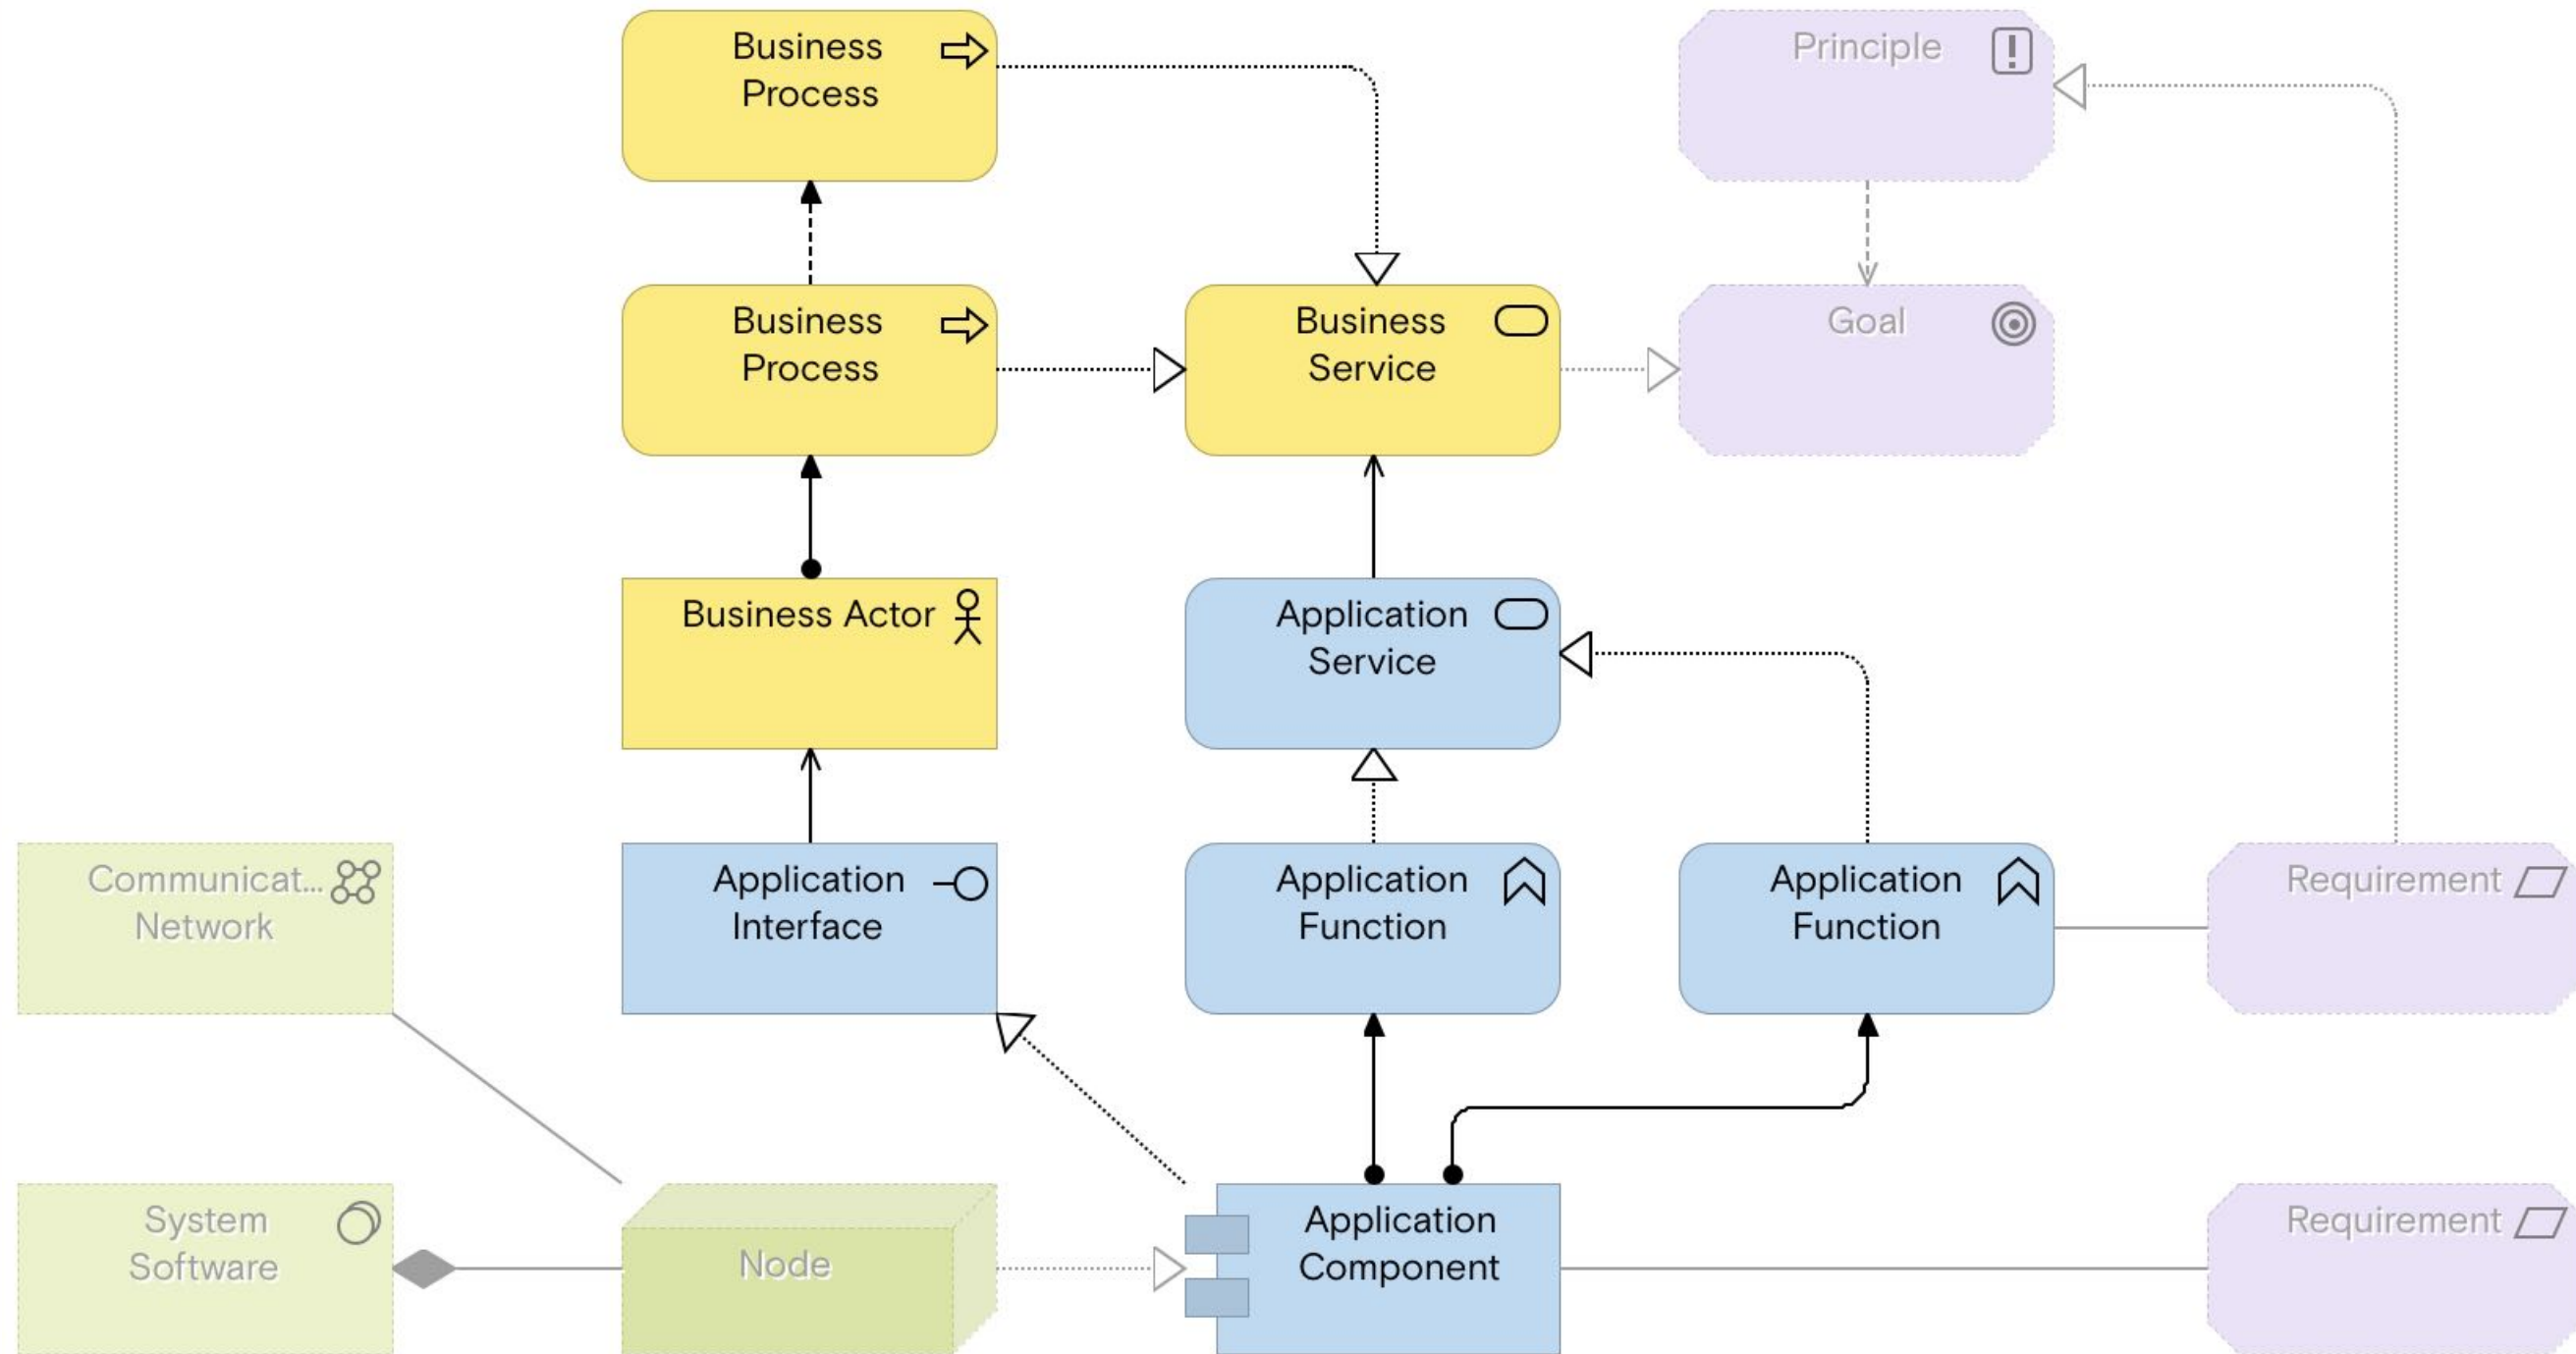 Business
Process
Principle
Business
Process
Business
Service
Goal
Business Actor
Application
Service
Communicat...
Network
Application
Interface
Application
Function
Application
Function
Requirement
System
Software
Node
Application
Component
Requirement